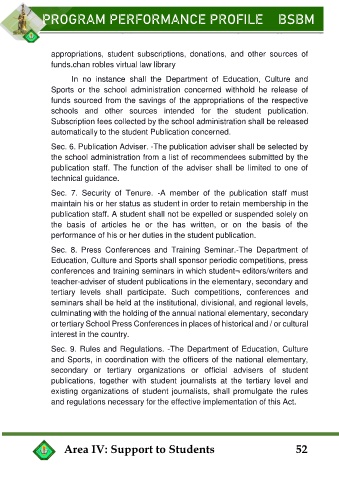 PROGRAM PERFORMANCE PROFILE BSBM
appropriations, student subscriptions, donations, and other sources of
funds.chan robles virtual law library
In no instance shall the Department of Education, Culture and
Sports or the school administration concerned withhold he release of
funds sourced from the savings of the appropriations of the respective
schools and other sources intended for the student publication.
Subscription fees collected by the school administration shall be released
automatically to the student Publication concerned.
Sec. 6. Publication Adviser. -The publication adviser shall be selected by
the school administration from a list of recommendees submitted by the
publication staff. The function of the adviser shall be limited to one of
technical guidance.
Sec. 7. Security of Tenure. -A member of the publication staff must
maintain his or her status as student in order to retain membership in the
publication staff. A student shall not be expelled or suspended solely on
the basis of articles he or the has written, or on the basis of the
performance of his or her duties in the student publication.
Sec. 8. Press Conferences and Training Seminar.-The Department of
Education, Culture and Sports shall sponsor periodic competitions, press
conferences and training seminars in which student¬ editors/writers and
teacher-adviser of student publications in the elementary, secondary and
tertiary levels shall participate. Such competitions, conferences and
seminars shall be held at the institutional, divisional, and regional levels,
culminating with the holding of the annual national elementary, secondary
or tertiary School Press Conferences in places of historical and / or cultural
interest in the country.
Sec. 9. Rules and Regulations. -The Department of Education, Culture
and Sports, in coordination with the officers of the national elementary,
secondary or tertiary organizations or official advisers of student
publications, together with student journalists at the tertiary level and
existing organizations of student journalists, shall promulgate the rules
and regulations necessary for the effective implementation of this Act.
Area IV: Support to Students 52